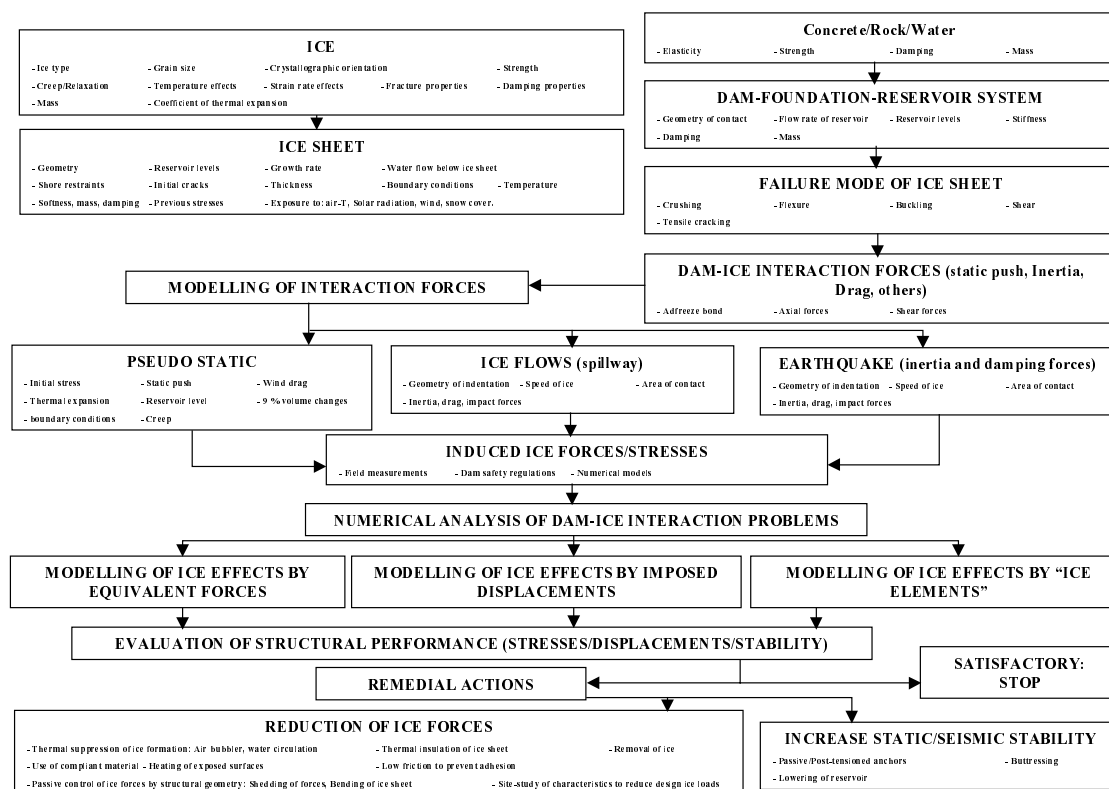 ICE
- Ice type - Grain size - Crystallographic orientation - Strength
- Creep/Relaxation - Temperature effects - Strain rate effects - Fracture properties - Damping properties
- Mass - Coefficient of thermal expansion
ICE SHEET
- Geometry - Reservoir levels - Growth rate - Water flow below ice sheet
- Shore restraints - Initial cracks - Thickness - Boundary conditions - Temperature
- Softness, mass, damping - Previous stresses - Exposure to: air-T, Solar radiation, wind, snow cover.
Concrete/Rock/Water
- Elasticity - Strength - Damping - Mass
DAM-FOUNDATION-RESERVOIR SYSTEM
- Geometry of contact - Flow rate of reservoir - Reservoir levels - Stiffness
- Damping - Mass
FAILURE MODE OF ICE SHEET
- Crushing - Flexure - Buckling - Shear
- Tensile cracking
DAM-ICE INTERACTION FORCES (static push, Inertia,
Drag, others)
- Adfreeze bond - Axial forces - Shear forces
MODELLING OF INTERACTION FORCES
PSEUDO STATIC
- Initial stress - Static push - Wind drag
- Thermal expansion - Reservoir level - 9 % volume changes
- boundary conditions - Creep
ICE FLOWS (spillway)
- Geometry of indentation - Speed of ice - Area of contact
- Inertia, drag, impact forces
EARTHQUAKE (inertia and damping forces)
- Geometry of indentation - Speed of ice - Area of contact
- Inertia, drag, impact forces
INDUCED ICE FORCES/STRESSES
- Field measurements - Dam safety regulations - Numerical models
NUMERICAL ANALYSIS OF DAM-ICE INTERACTION PROBLEMS
MODELLING OF ICE EFFECTS BY
EQUIVALENT FORCES
MODELLING OF ICE EFFECTS BY IMPOSED
DISPLACEMENTS
MODELLING OF ICE EFFECTS BY “ICE
ELEMENTS”
EVALUATION OF STRUCTURAL PERFORMANCE (STRESSES/DISPLACEMENTS/STABILITY)
REMEDIAL ACTIONS
SATISFACTORY:
STOP
REDUCTION OF ICE FORCES
- Thermal suppression of ice formation: Air bubbler, water circulation - Thermal insulation of ice sheet - Removal of ice
- Use of compliant material - Heating of exposed surfaces - Low friction to prevent adhesion
- Passive control of ice forces by structural geometry: Shedding of forces, Bending of ice sheet - Site-study of characteristics to reduce design ice loads
INCREASE STATIC/SEISMIC STABILITY
- Passive/Post-tensioned anchors - Buttressing
- Lowering of reservoir